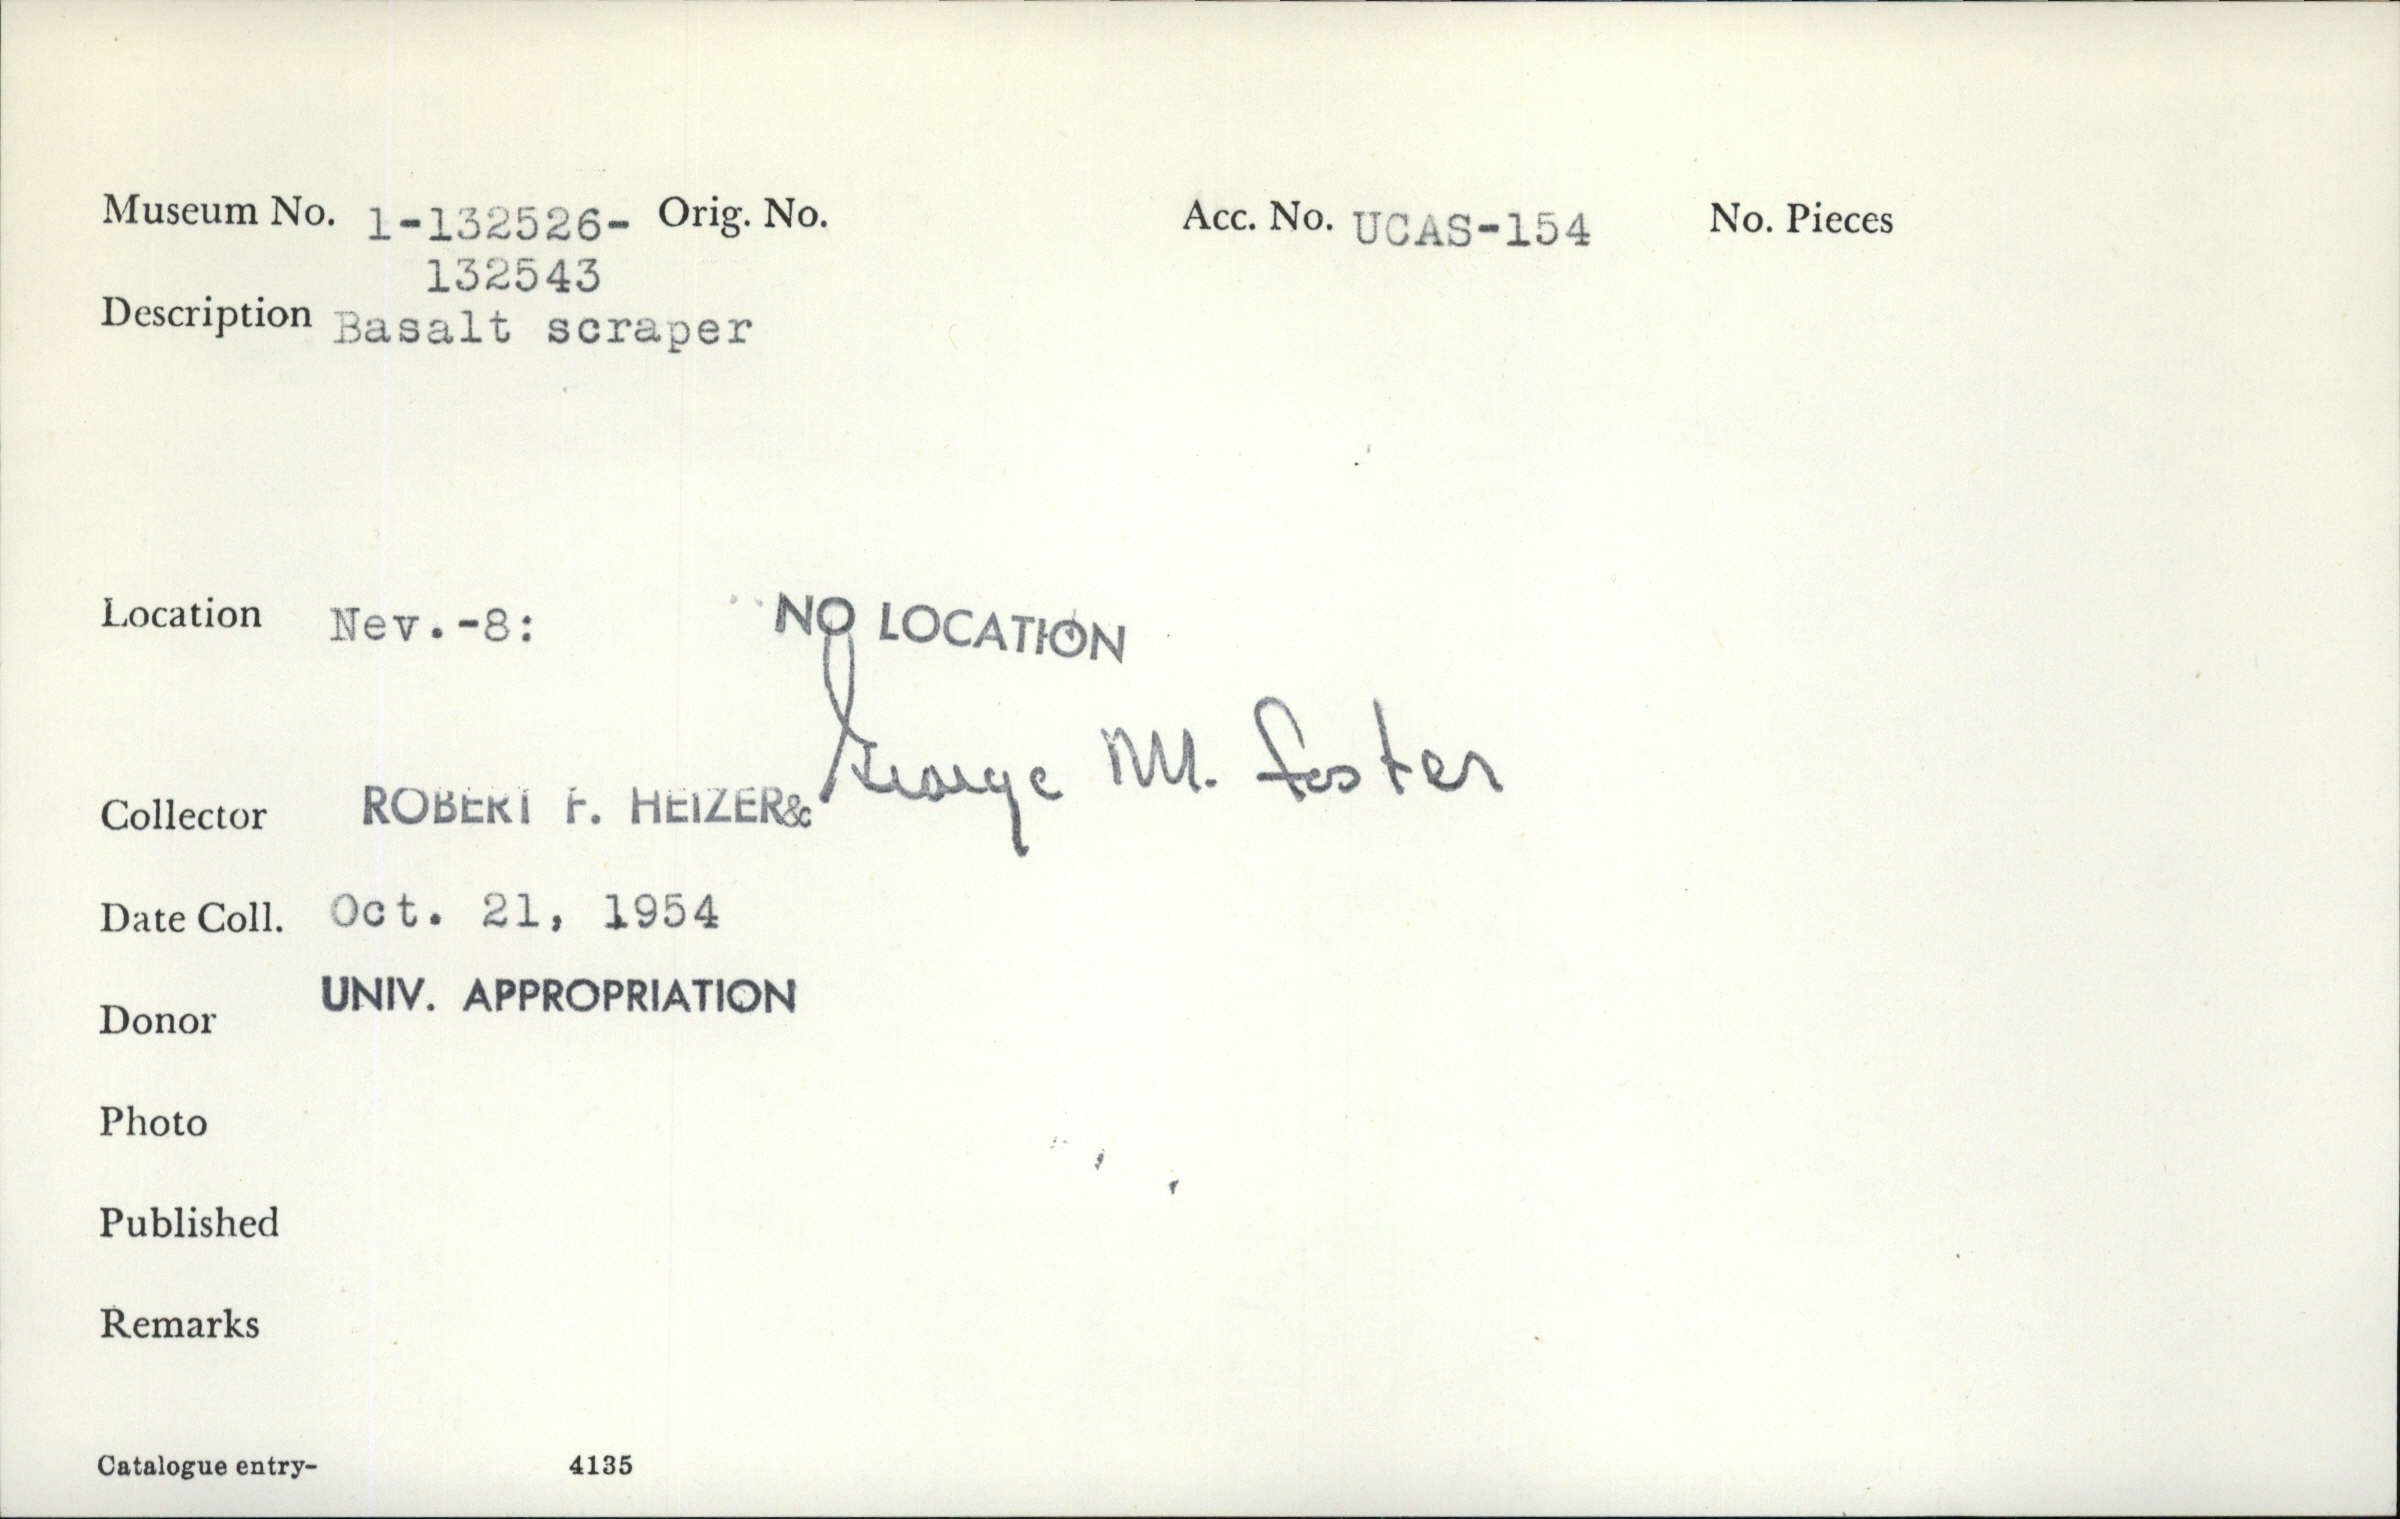 Museum No. 1-132526- Orig. No. Acc. No. UCAS-154 No. Pieces
132543
Description Basalt scraper
Location Nev.-8: NO LOCATION
Collector ROBERT F. HEIZER & George M. Foster
Date Coll. Oct. 21, 1954
Donor UNIV. APPROPRIATION
Photo
Published
Remarks
Catalogue entry- 4135